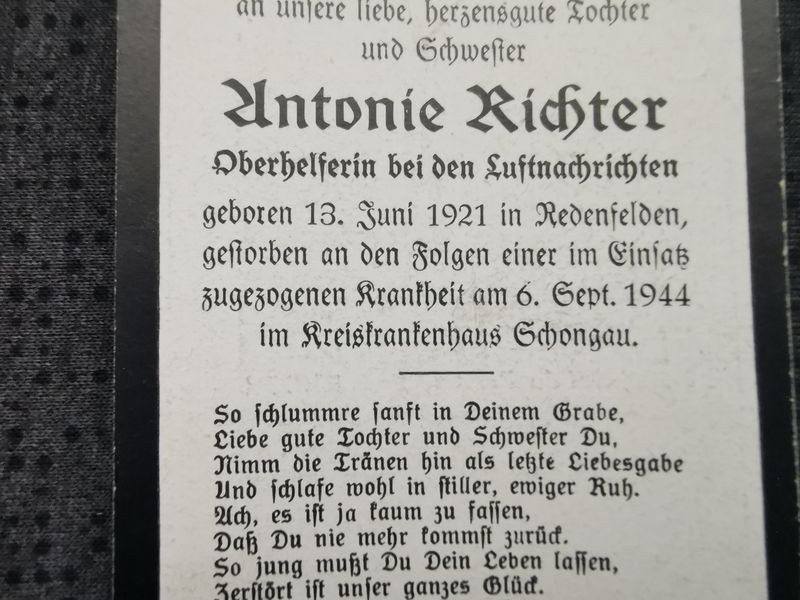 an unsere liebe, herzensgute Tochter
und Schwester
Antonie Richter
Oberhelferin bei den Luftnachrichten
geboren 13. Juni 1921 in Redenfelden,
gestorben an den Folgen einer im Einsatz
zugezogenen Krankheit am 6. Sept. 1944
im Kreiskrankenhaus Schongau.
So schlummre sanft in Deinem Grabe,
Liebe gute Tochter und Schwester Du,
Nimm die Tränen hin als letzte Liebesgabe
Und schlafe wohl in stiller, ewiger Ruh.
Ach, es ist ja kaum zu fassen,
Daß Du nie mehr kommst zurück.
So jung mußt Du Dein Leben lassen,
Zerstört ist unser ganzes Glück.